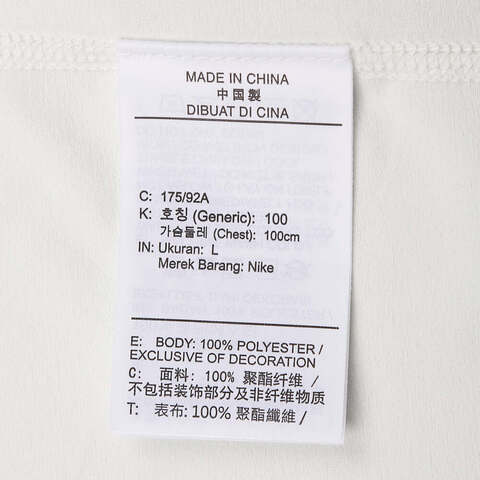 MADE IN CHINA
中国製
DIBUAT DI CINA
C: 175/92A
K: 호칭 (Generic): 100
가슴둘레 (Chest): 100cm
IN: Ukuran: L
Merek Barang: Nike
E: BODY: 100% POLYESTER /
EXCLUSIVE OF DECORATION
C: 面料: 100% 聚酯纤维 /
不包括装饰部分及非纤维物质
T: 表布: 100% 聚酯纖維 /